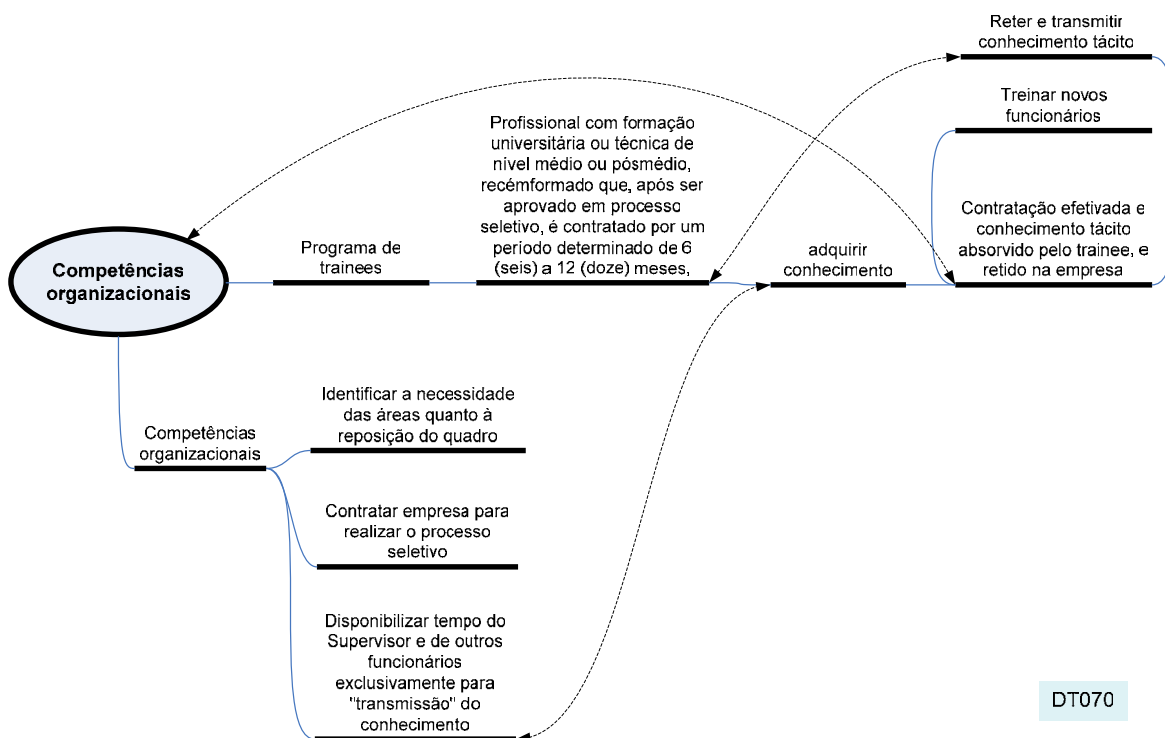 Reter e transmitir
conhecimento tácito
Treinar novos
funcionários
Profissional com formação
universitária ou técnica de
nível médio ou pósmédio,
recémformado que, após ser
aprovado em processo
seletivo, é contratado por um
período determinado de 6
(seis) a 12 (doze) meses,
Contratação efetivada e
conhecimento tácito
absorvido pelo trainee, e
retido na empresa
Programa de
trainees
adquirir
conhecimento
Competências
organizacionais
Identificar a necessidade
das áreas quanto à
reposição do quadro
Competências
organizacionais
Contratar empresa para
realizar o processo
seletivo
Disponibilizar tempo do
Supervisor e de outros
funcionários
exclusivamente para
"transmissão" do
conhecimento
DT070